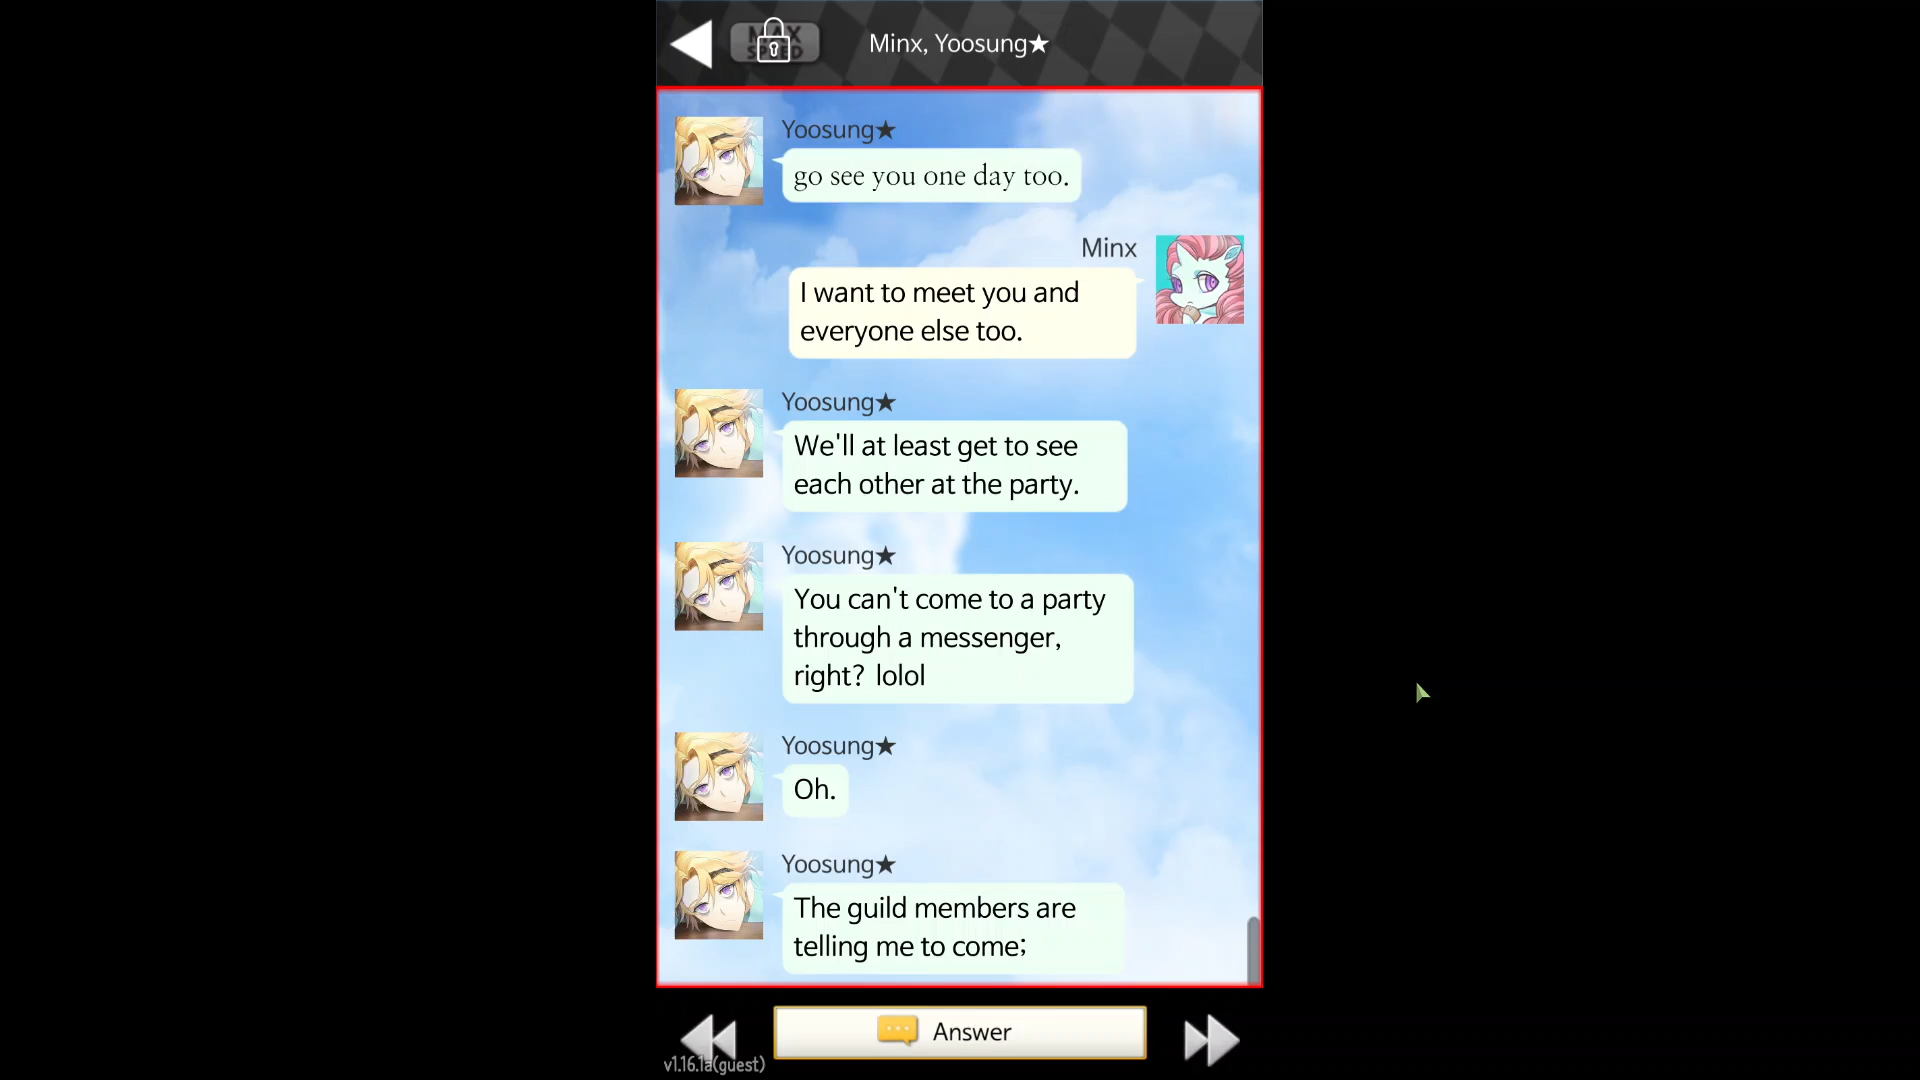 MAX
SPEED
Minx, Yoosung★
Yoosung★
go see you one day too.
Minx
I want to meet you and
everyone else too.
Yoosung★
We'll at least get to see
each other at the party.
Yoosung★
You can't come to a party
through a messenger,
right? lolol
Yoosung★
Oh.
Yoosung★
The guild members are
telling me to come;
Answer
v1.16.1a(guest)